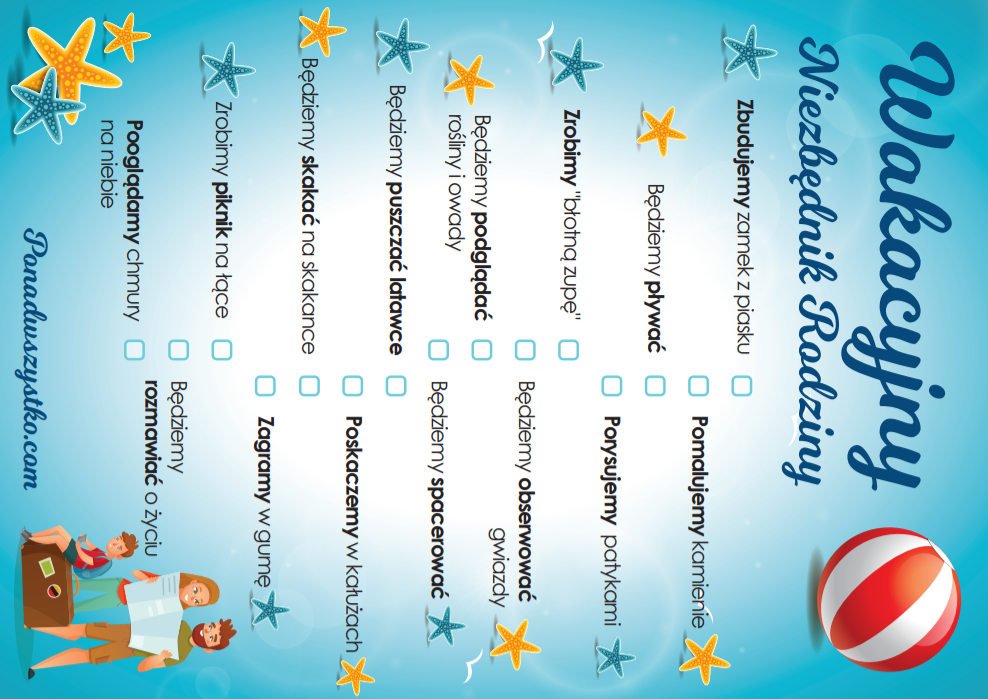 Wakacyjny
Niezbędnik Rodziny
Zbudujemy zamek z piasku
Pomalujemy kamienie
Będziemy pływać
Porysujemy patykami
Zrobimy "błotną zupę"
Będziemy obserwować
gwiazdy
Będziemy podglądać
rośliny i owady
Będziemy spacerować
Będziemy puszczać latawce
Poskaczemy w kałużach
Będziemy skakać na skakance
Zagramy w gumę
Zrobimy piknik na łące
Będziemy
rozmawiać o życiu
Pooglądamy chmury
na niebie
Ponadwszystko.com